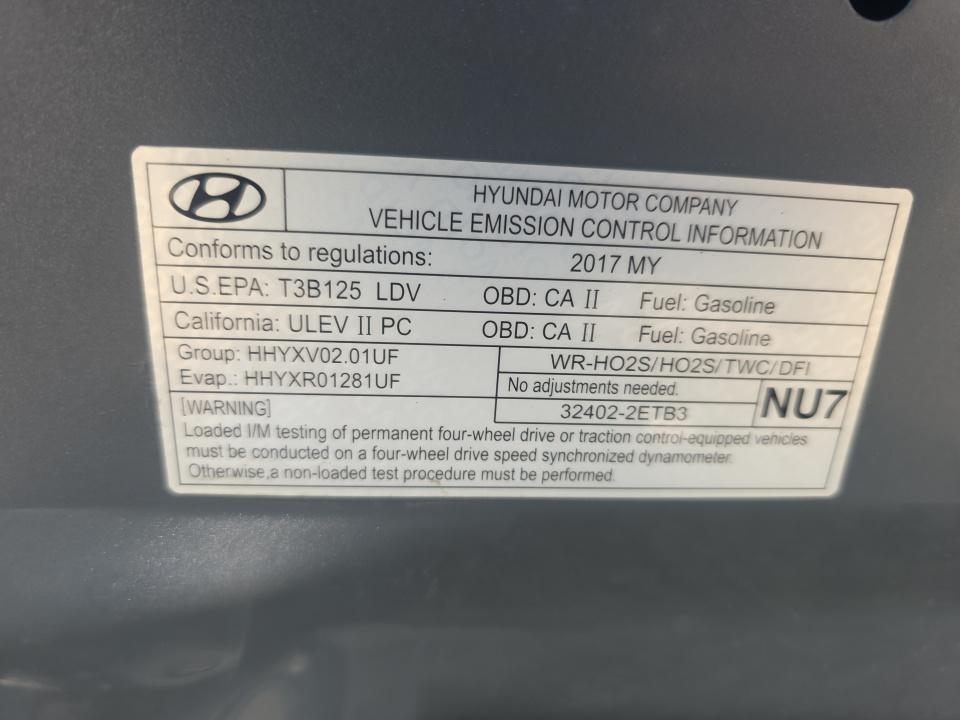 HYUNDAI MOTOR COMPANY
VEHICLE EMISSION CONTROL INFORMATION
Conforms to regulations: 2017 MY
U.S.EPA: T3B125 LDV OBD: CA II Fuel: Gasoline
California: ULEV II PC OBD: CA II Fuel: Gasoline
Group: HHYXV02.01UF
Evap.: HHYXR01281UF
WR-HO2S/HO2S/TWC/DFI
No adjustments needed.
32402-2ETB3
NU7
[WARNING]
Loaded I/M testing of permanent four-wheel drive or traction control-equipped vehicles
must be conducted on a four-wheel drive speed synchronized dynamometer.
Otherwise,a non-loaded test procedure must be performed.